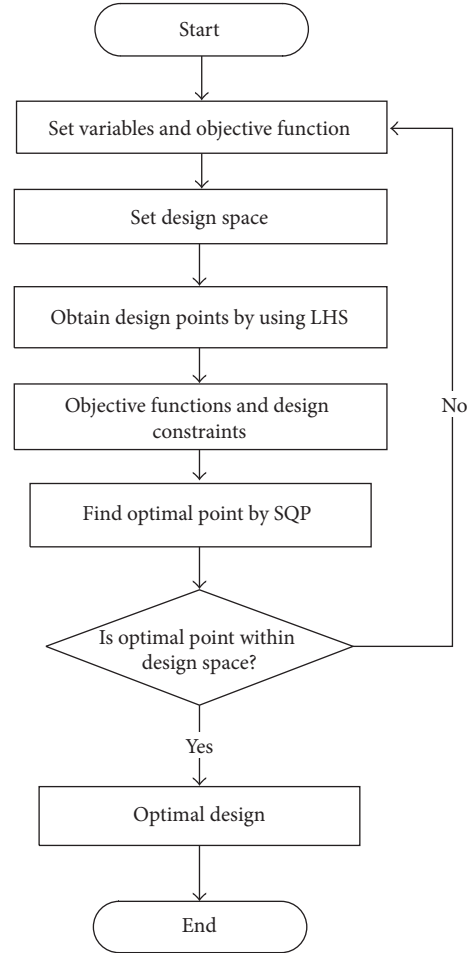 Start
Set variables and objective function
Set design space
Obtain design points by using LHS
Objective functions and design
constraints
No
Find optimal point by SQP
Is optimal point within
design space?
Yes
Optimal design
End